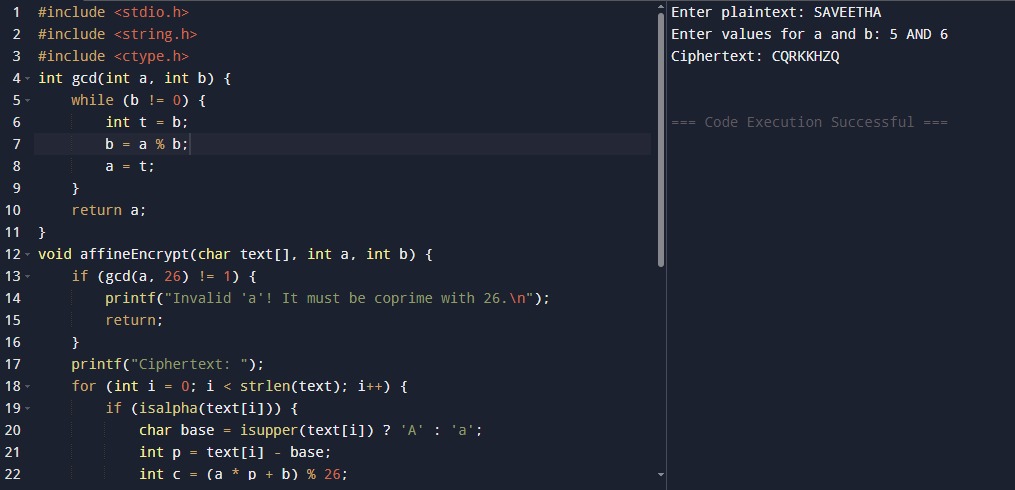 1 #include <stdio.h>
2 #include <string.h>
3 #include <ctype.h>
4 int gcd(int a, int b) {
5     while (b != 0) {
6         int t = b;
7         b = a % b;
8         a = t;
9     }
10     return a;
11 }
12 void affineEncrypt(char text[], int a, int b) {
13     if (gcd(a, 26) != 1) {
14         printf("Invalid 'a'! It must be coprime with 26.\n");
15         return;
16     }
17     printf("Ciphertext: ");
18     for (int i = 0; i < strlen(text); i++) {
19         if (isalpha(text[i])) {
20             char base = isupper(text[i]) ? 'A' : 'a';
21             int p = text[i] - base;
22             int c = (a * p + b) % 26;
Enter plaintext: SAVEETHA
Enter values for a and b: 5 AND 6
Ciphertext: CQRKKHZQ
=== Code Execution Successful ===